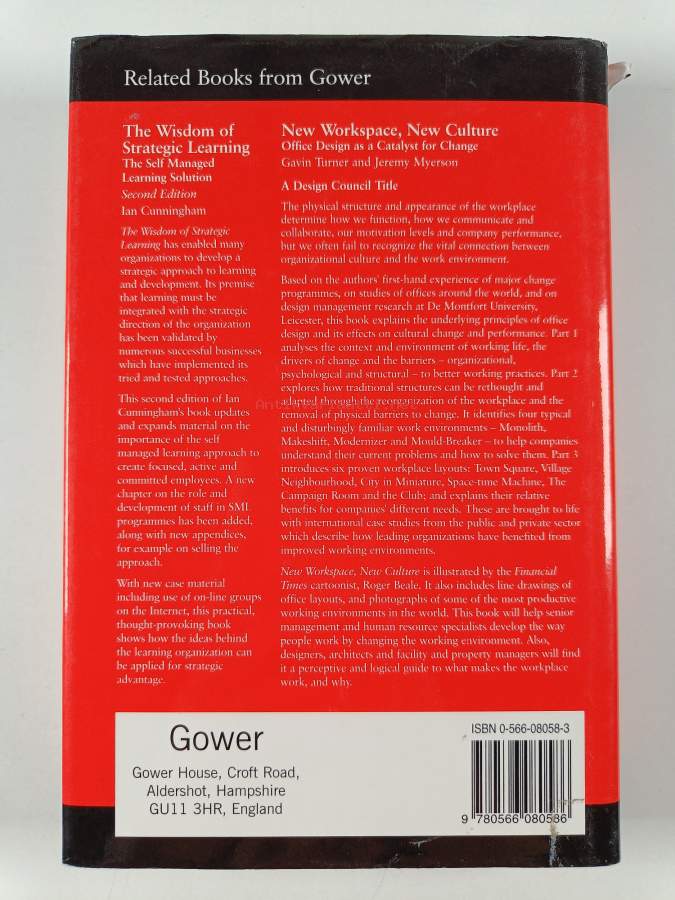 Related Books from Gower
The Wisdom of
Strategic Learning
The Self Managed
Learning Solution
Second Edition
Ian Cunningham
The Wisdom of Strategic
Learning has enabled many
organizations to develop a
strategic approach to learning
and development. Its premise
that learning must be
integrated with the strategic
direction of the organization
has been validated by
numerous successful businesses
which have implemented its
tried and tested approaches.
This second edition of Ian
Cunningham's book updates
and expands material on the
importance of the self
managed learning approach to
create focused, active and
committed employees. A new
chapter on the role and
development of staff in SML
programmes has been added,
along with new appendices,
for example on selling the
approach.
With new case material
including use of on-line groups
on the Internet, this practical,
thought-provoking book
shows how the ideas behind
the learning organization can
be applied for strategic
advantage.
New Workspace, New Culture
Office Design as a Catalyst for Change
Gavin Turner and Jeremy Myerson
A Design Council Title
The physical structure and appearance of the workplace
determine how we function, how we communicate and
collaborate, our motivation levels and company performance,
but we often fail to recognize the vital connection between
organizational culture and the work environment.
Based on the authors' first-hand experience of major change
programmes, on studies of offices around the world, and on
design management research at De Montfort University,
Leicester, this book explains the underlying principles of office
design and its effects on cultural change and performance. Part 1
analyses the context and environment of working life, the
drivers of change and the barriers – organizational,
psychological and structural – to better working practices. Part 2
explores how traditional structures can be rethought and
adapted through the reorganization of the workplace and the
removal of physical barriers to change. It identifies four typical
and disturbingly familiar work environments – Monolith,
Makeshift, Modernizer and Mould-Breaker – to help companies
understand their current problems and how to solve them. Part 3
introduces six proven workplace layouts: Town Square, Village
Neighbourhood, City in Miniature, Space-time Machine, The
Campaign Room and the Club; and explains their relative
benefits for companies' different needs. These are brought to life
with international case studies from the public and private sector
which describe how leading organizations have benefited from
improved working environments.
New Workspace, New Culture is illustrated by the Financial
Times cartoonist, Roger Beale. It also includes line drawings of
office layouts, and photographs of some of the most productive
working environments in the world. This book will help senior
management and human resource specialists develop the way
people work by changing the working environment. Also,
designers, architects and facility and property managers will find
it a perceptive and logical guide to what makes the workplace
work, and why.
Gower
Gower House, Croft Road,
Aldershot, Hampshire
GU11 3HR, England
ISBN 0-566-08058-3
9 780566 080586